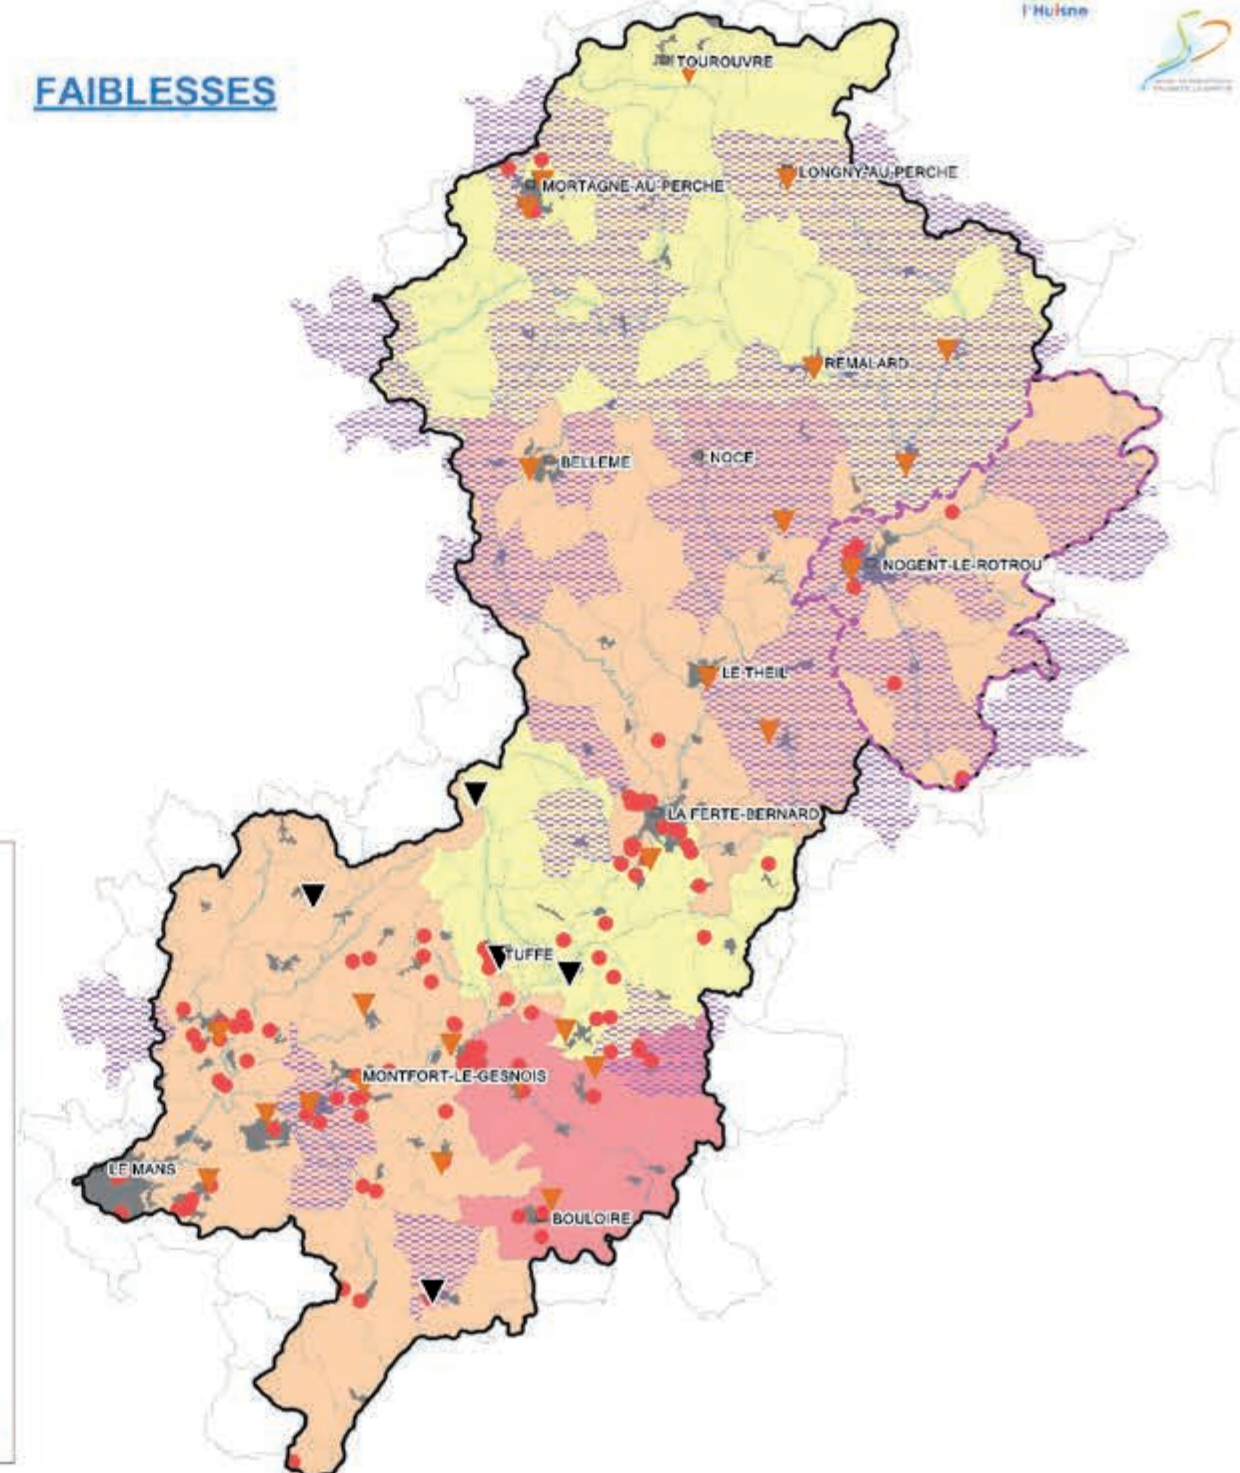 l'Huisne
FAIBLESSES
TOUROUVRE
LONGNY-AU-PERCHE
MORTAGNE-AU-PERCHE
REMALARD
BELLEME
NOCE
NOGENT-LE-ROTROU
LE-THEIL
LA FERTE-BERNARD
TUFFE
MONTFORT-LE-GESNOIS
LE MANS
BOULOIRE